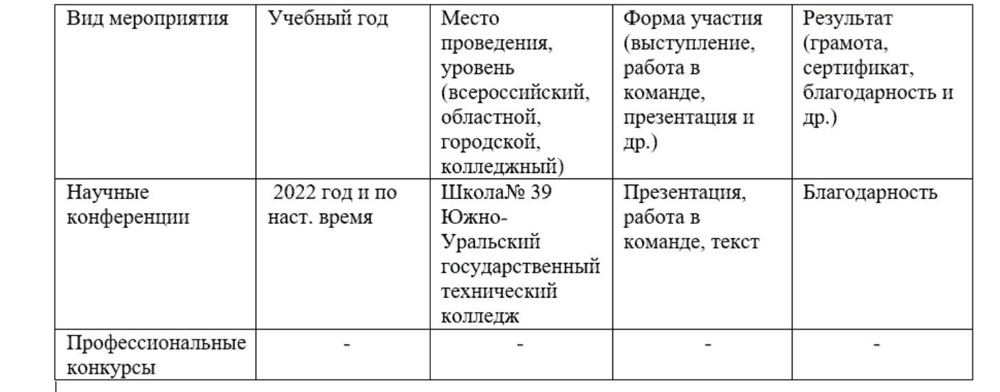 Вид мероприятия
Учебный год
Место
проведения,
уровень
(всероссийский,
областной,
городской,
колледжный)
Форма участия
(выступление,
работа в
команде,
презентация и
др.)
Результат
(грамота,
сертификат,
благодарность и
др.)
Научные
конференции
2022 год и по
наст. время
Школа№ 39
Южно-
Уральский
государственный
технический
колледж
Презентация,
работа в
команде, текст
Благодарность
Профессиональные
конкурсы
-
-
-
-